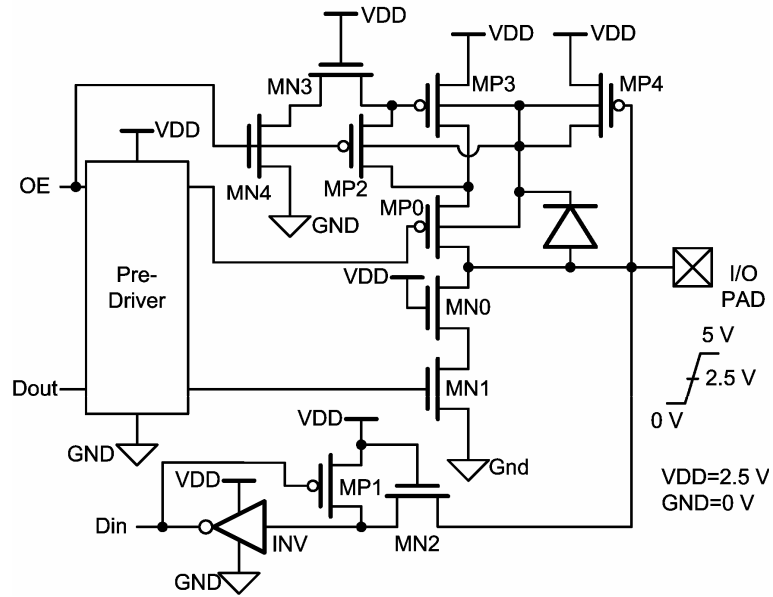 VDD
VDD
VDD
MN3
MP3
MP4
VDD
OE
MN4
MP2
MP0
GND
Pre-
Driver
VDD
MN0
I/O
PAD
5 V
2.5 V
0 V
Dout
MN1
GND
VDD
Gnd
VDD
MP1
VDD=2.5 V
GND=0 V
Din
INV
MN2
GND